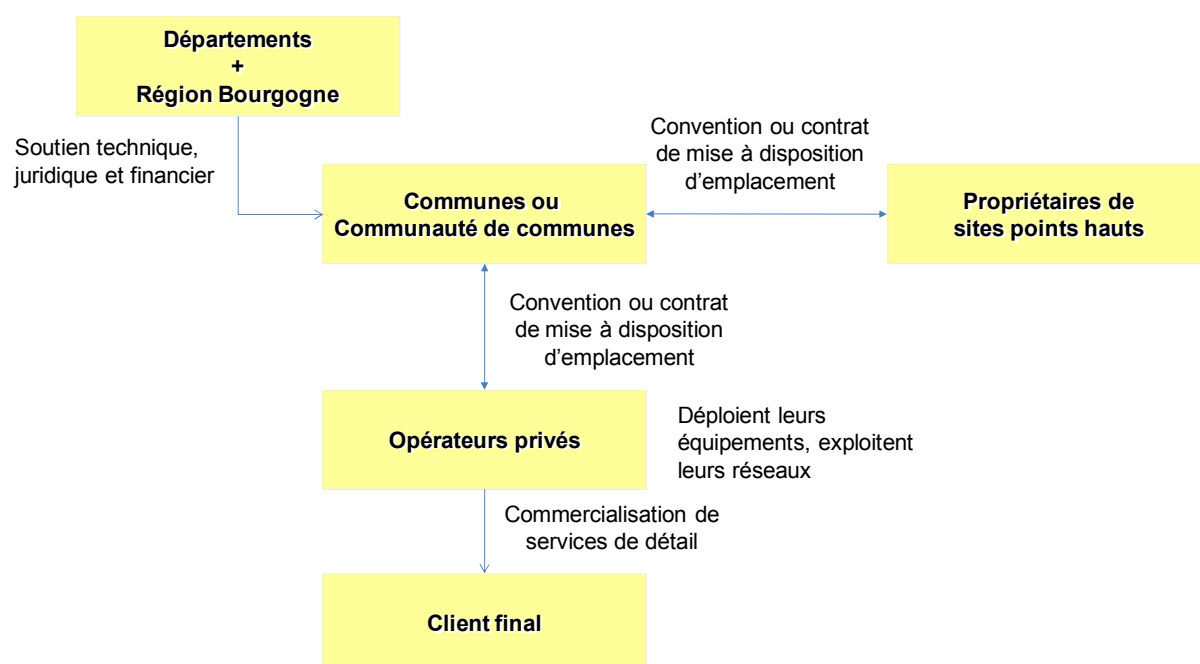 Départements
+
Région Bourgogne
Soutien technique,
juridique et financier
Convention ou contrat
de mise à disposition
d’emplacement
Communes ou
Communauté de communes
Propriétaires de
sites points hauts
Convention ou contrat
de mise à disposition
d’emplacement
Opérateurs privés
Déploient leurs
équipements, exploitent
leurs réseaux
Commercialisation de
services de détail
Client final